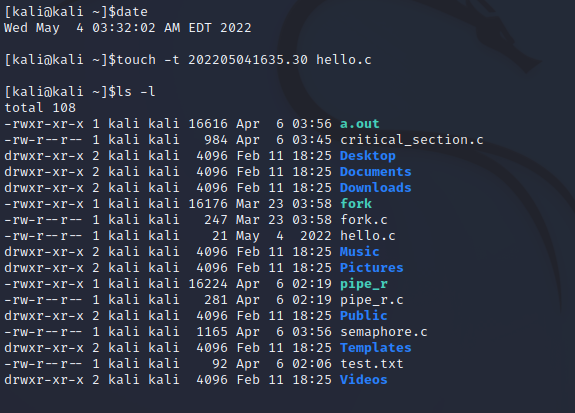 [kali@kali ~]$date
Wed May  4 03:32:02 AM EDT 2022
[kali@kali ~]$touch -t 202205041635.30 hello.c
[kali@kali ~]$ls -l
total 108
-rwxr-xr-x 1 kali kali 16616 Apr  6 03:56 a.out
-rw-r--r-- 1 kali kali   984 Apr  6 03:45 critical_section.c
drwxr-xr-x 2 kali kali  4096 Feb 11 18:25 Desktop
drwxr-xr-x 2 kali kali  4096 Feb 11 18:25 Documents
drwxr-xr-x 2 kali kali  4096 Feb 11 18:25 Downloads
-rwxr-xr-x 1 kali kali 16176 Mar 23 03:58 fork
-rw-r--r-- 1 kali kali   247 Mar 23 03:58 fork.c
-rw-r--r-- 1 kali kali    21 May  4  2022 hello.c
drwxr-xr-x 2 kali kali  4096 Feb 11 18:25 Music
drwxr-xr-x 2 kali kali  4096 Feb 11 18:25 Pictures
-rwxr-xr-x 1 kali kali 16224 Apr  6 02:19 pipe_r
-rw-r--r-- 1 kali kali   281 Apr  6 02:19 pipe_r.c
drwxr-xr-x 2 kali kali  4096 Feb 11 18:25 Public
-rw-r--r-- 1 kali kali  1165 Apr  6 03:56 semaphore.c
drwxr-xr-x 2 kali kali  4096 Feb 11 18:25 Templates
-rw-r--r-- 1 kali kali    92 Apr  6 02:06 test.txt
drwxr-xr-x 2 kali kali  4096 Feb 11 18:25 Videos